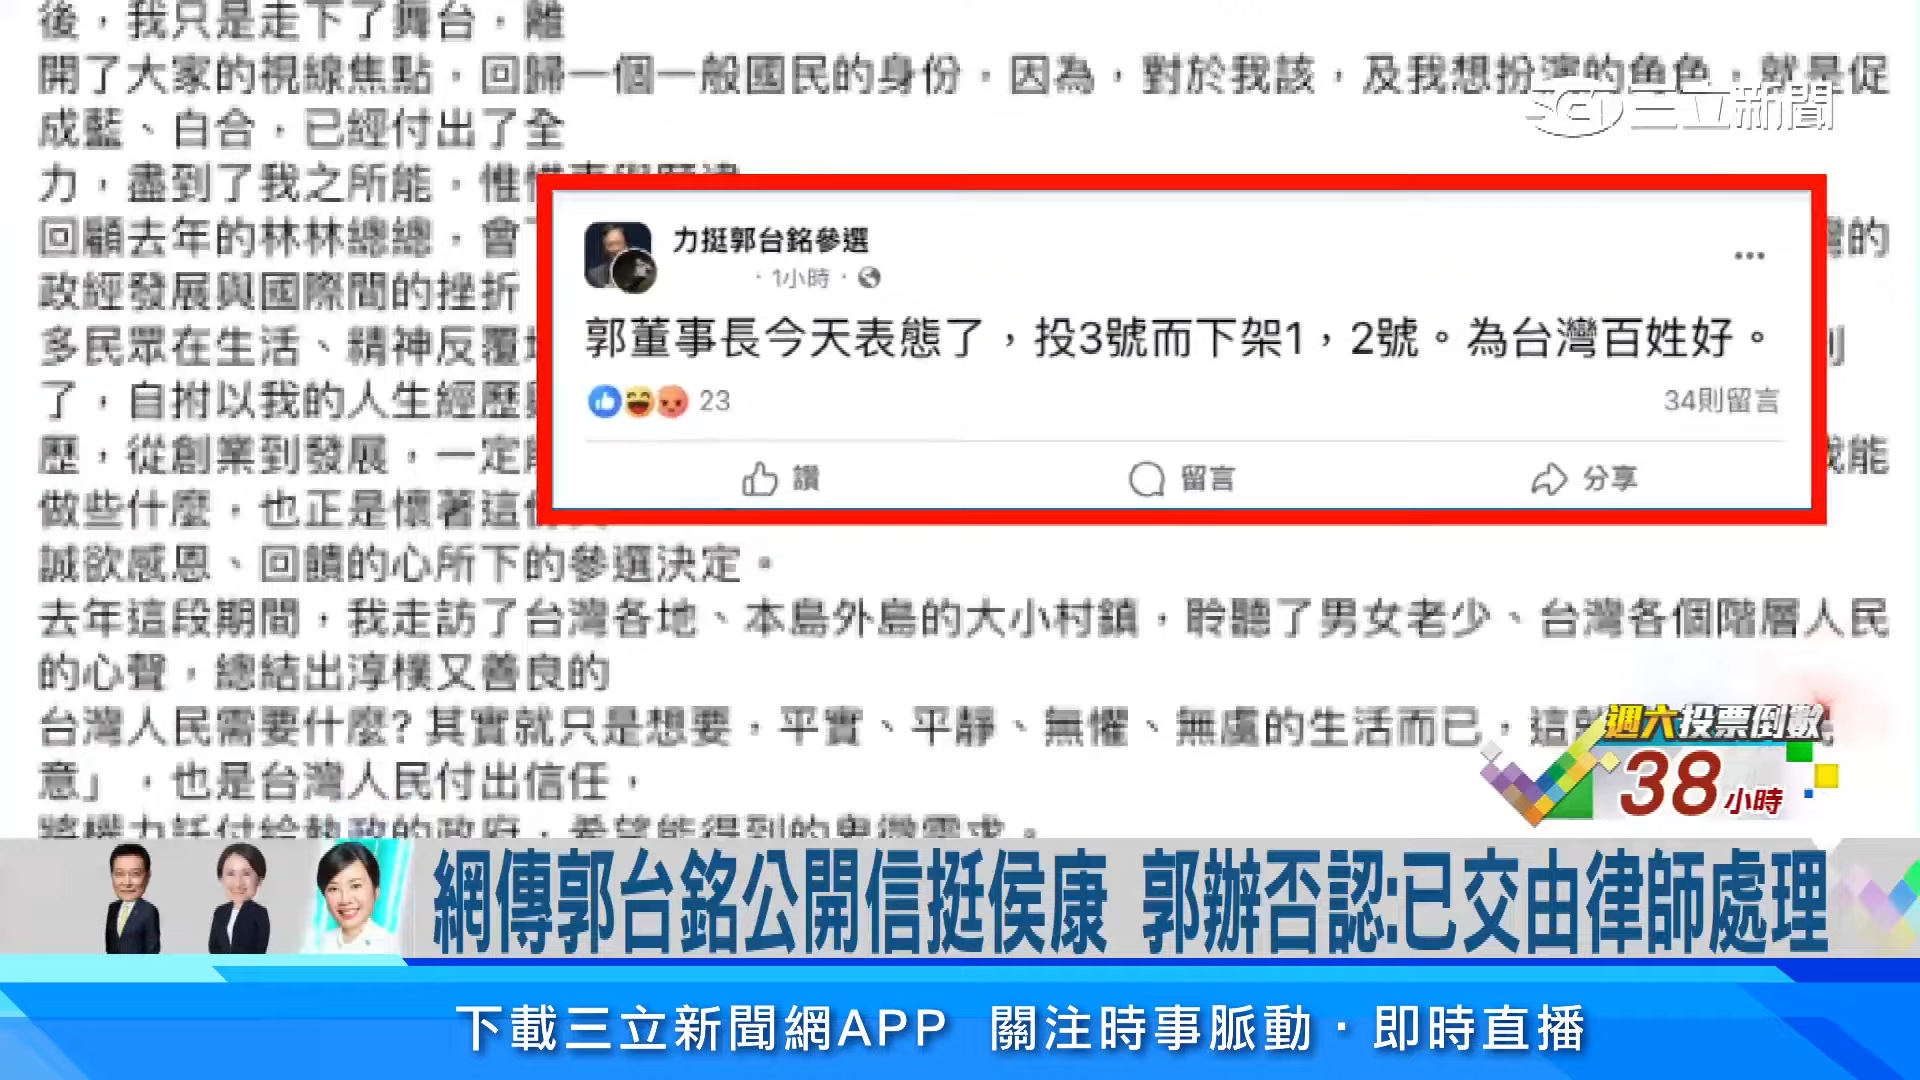 後，我只是走下了舞台，離
開了大家的視線焦點，回歸一個一般國民的身份，因為，對於我該，及我想扮演的角色，就是促
成藍、白合，已經付出了全
力，盡到了我之所能，惟惜
回顧去年的林林總總，會
灣的
政經發展與國際間的挫折
多民眾在生活、精神反覆
了，自拊以我的人生經歷
歷，從創業到發展，一定
我能
做些什麼，也正是懷著這份
誠欲感恩、回饋的心所下的參選決定。
去年這段期間，我走訪了台灣各地、本島外島的大小村鎮，聆聽了男女老少、台灣各個階層人民
的心聲，總結出淳樸又善良的
台灣人民需要什麼?其實就只是想要，平實、平靜、無懼、無慮的生活而已，這
意」，也是台灣人民付出信任，
將權力託付給執政的政府，希望能得到的卑微需求。
SET三立新聞
力挺郭台銘參選
· 1小時 ·
郭董事長今天表態了，投3號而下架1，2號。為台灣百姓好。
23
34則留言
讚
留言
分享
週六投票倒數
38小時
網傳郭台銘公開信挺侯康 郭辦否認:已交由律師處理
下載三立新聞網APP 關注時事脈動·即時直播